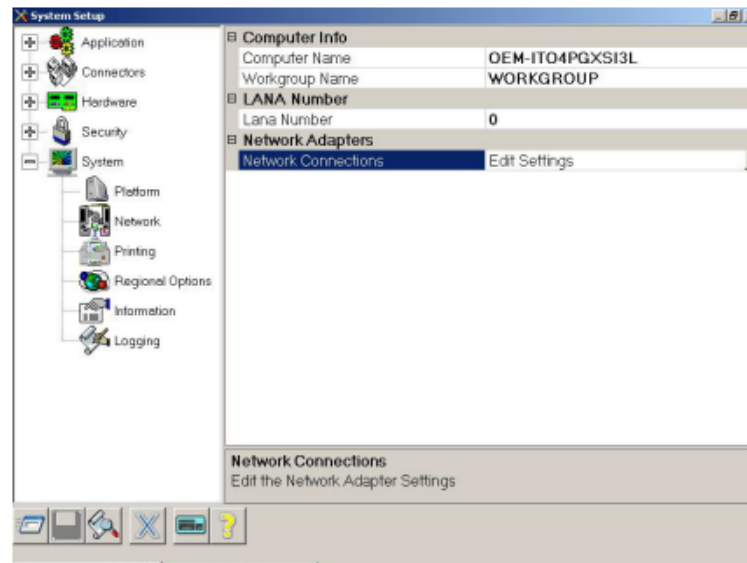 System Setup
Application
Connectors
Hardware
Security
System
Platform
Network
Printing
Regional Options
Information
Logging
Computer Info
Computer Name OEM-ITO4PGXSI3L
Workgroup Name WORKGROUP
LANA Number
Lana Number 0
Network Adapters
Network Connections Edit Settings
Network Connections
Edit the Network Adapter Settings